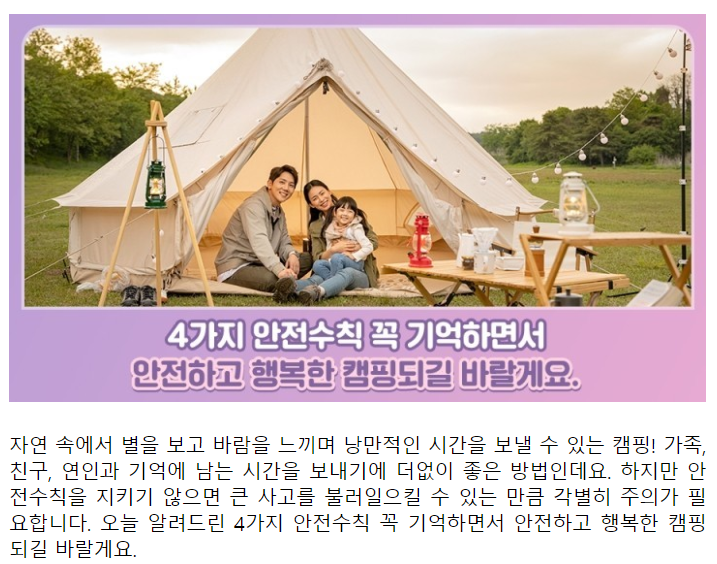 4가지 안전수칙 꼭 기억하면서
안전하고 행복한 캠핑되길 바랄게요.
자연 속에서 별을 보고 바람을 느끼며 낭만적인 시간을 보낼 수 있는 캠핑! 가족,
친구, 연인과 기억에 남는 시간을 보내기에 더없이 좋은 방법인데요. 하지만 안
전수칙을 지키기 않으면 큰 사고를 불러일으킬 수 있는 만큼 각별히 주의가 필
요합니다. 오늘 알려드린 4가지 안전수칙 꼭 기억하면서 안전하고 행복한 캠핑
되길 바랄게요.